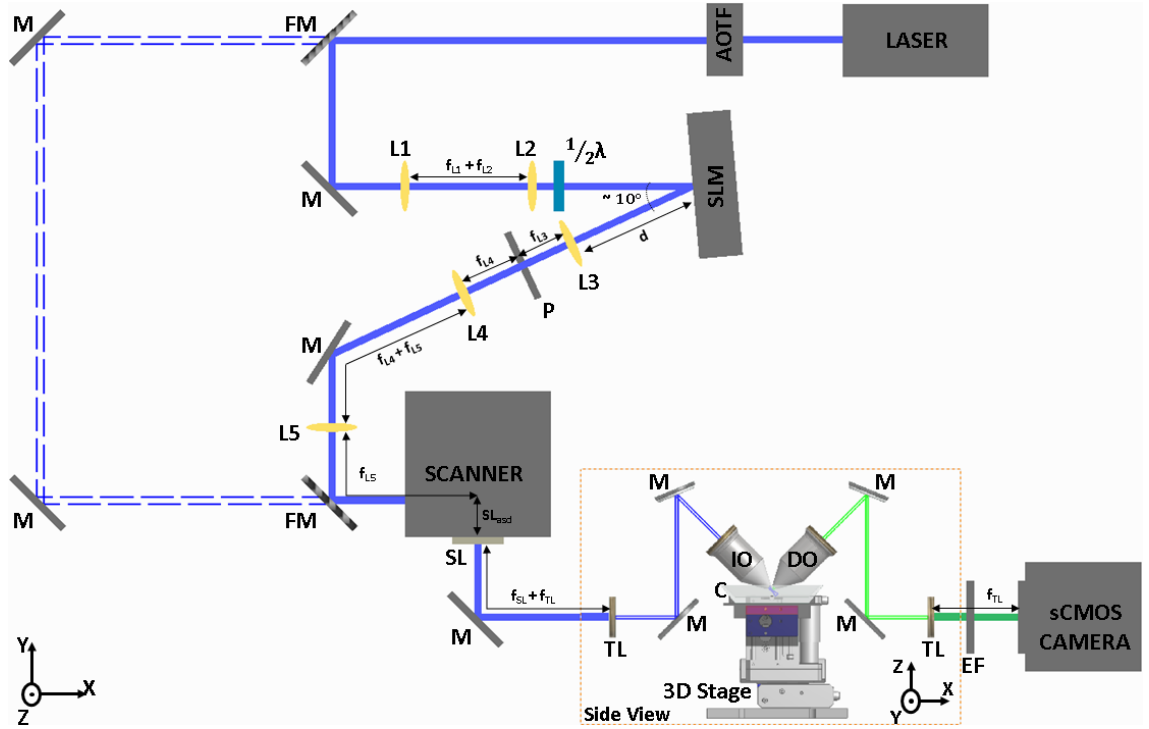 M
FM
AOTF
LASER
L1
fL1 + fL2
L2
1/2λ
SLM
M
~ 10°
d
fL3
L3
fL4
P
L4
M
fL4+fL5
L5
fL5
SCANNER
SLasd
M
FM
SL
fSL + fTL
M
TL
M
M
IO
DO
C
M
M
TL
fTL
EF
sCMOS
CAMERA
3D Stage
Side View
Y
X
Z
Z
X
Y